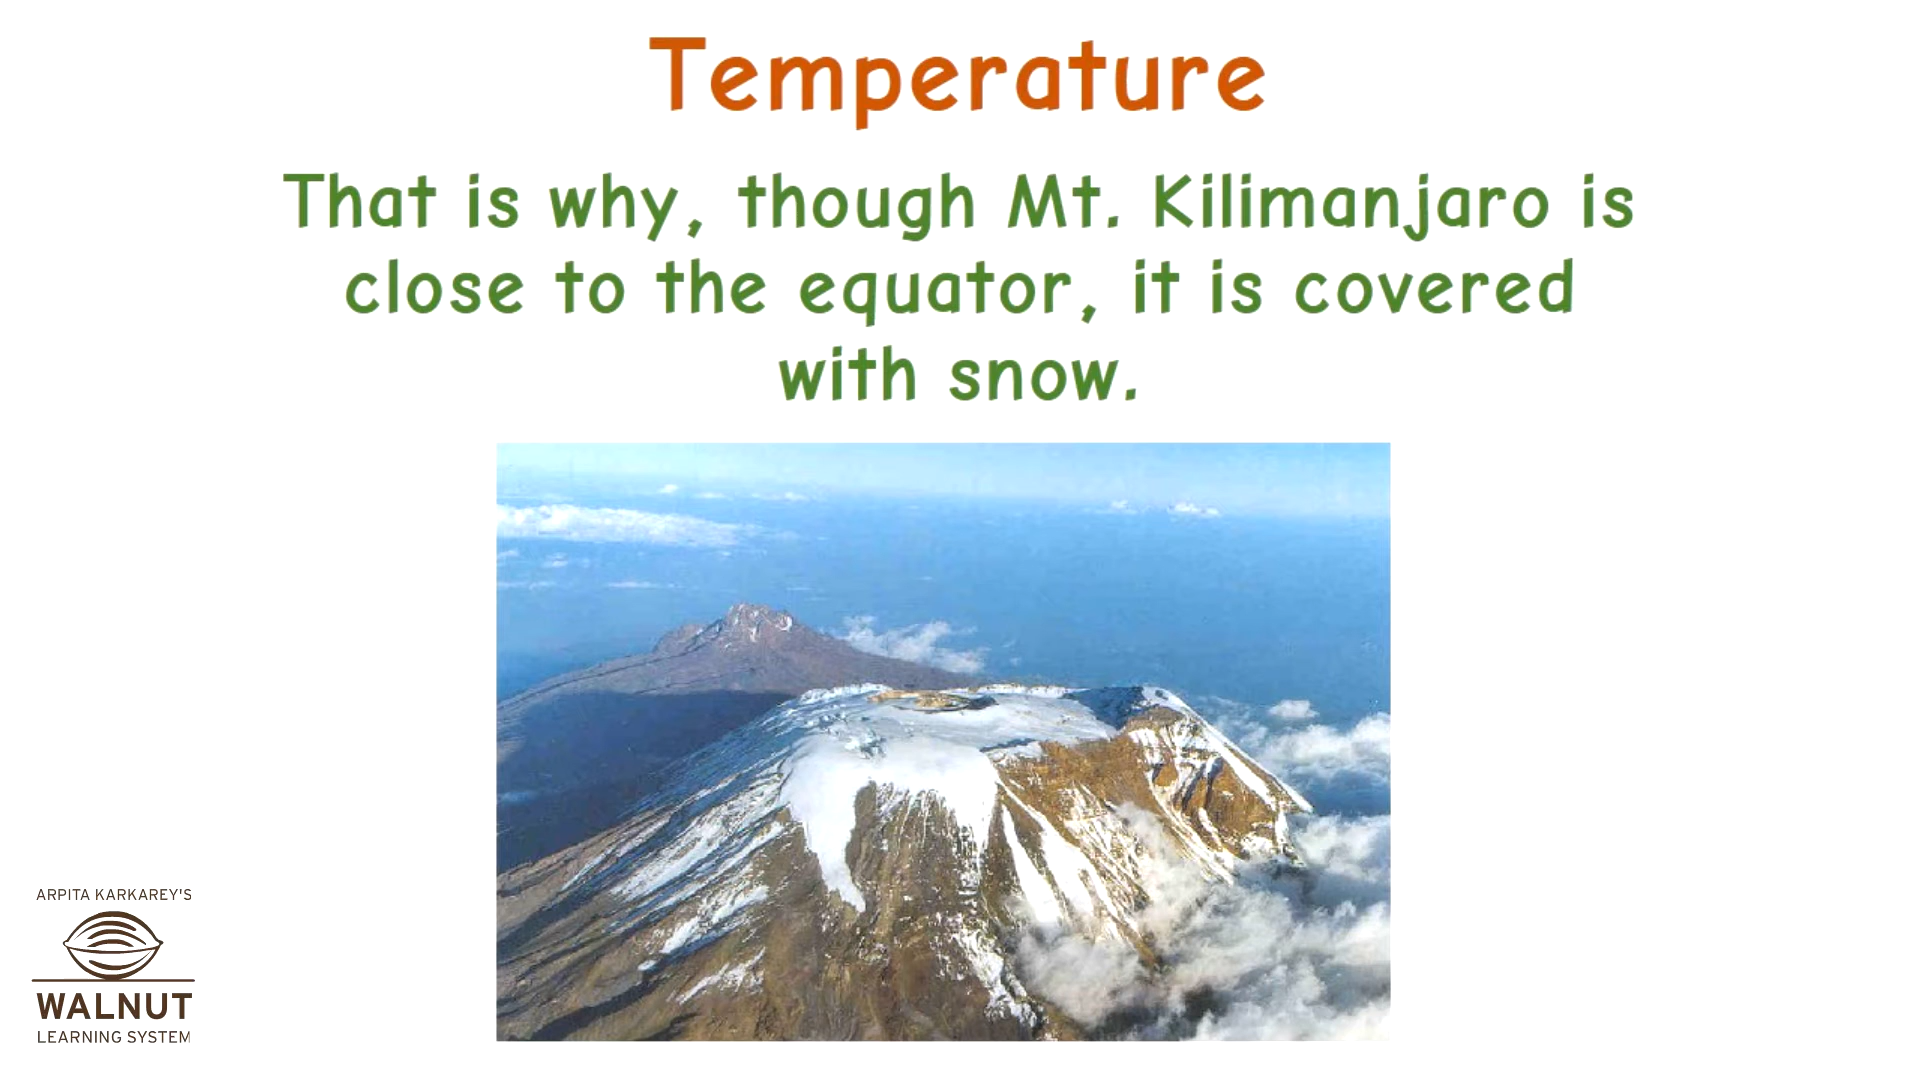 Temperature
That is why, though Mt. Kilimanjaro is
close to the equator, it is covered
with snow.
ARPITA KARKAREY'S
WALNUT
LEARNING SYSTEM